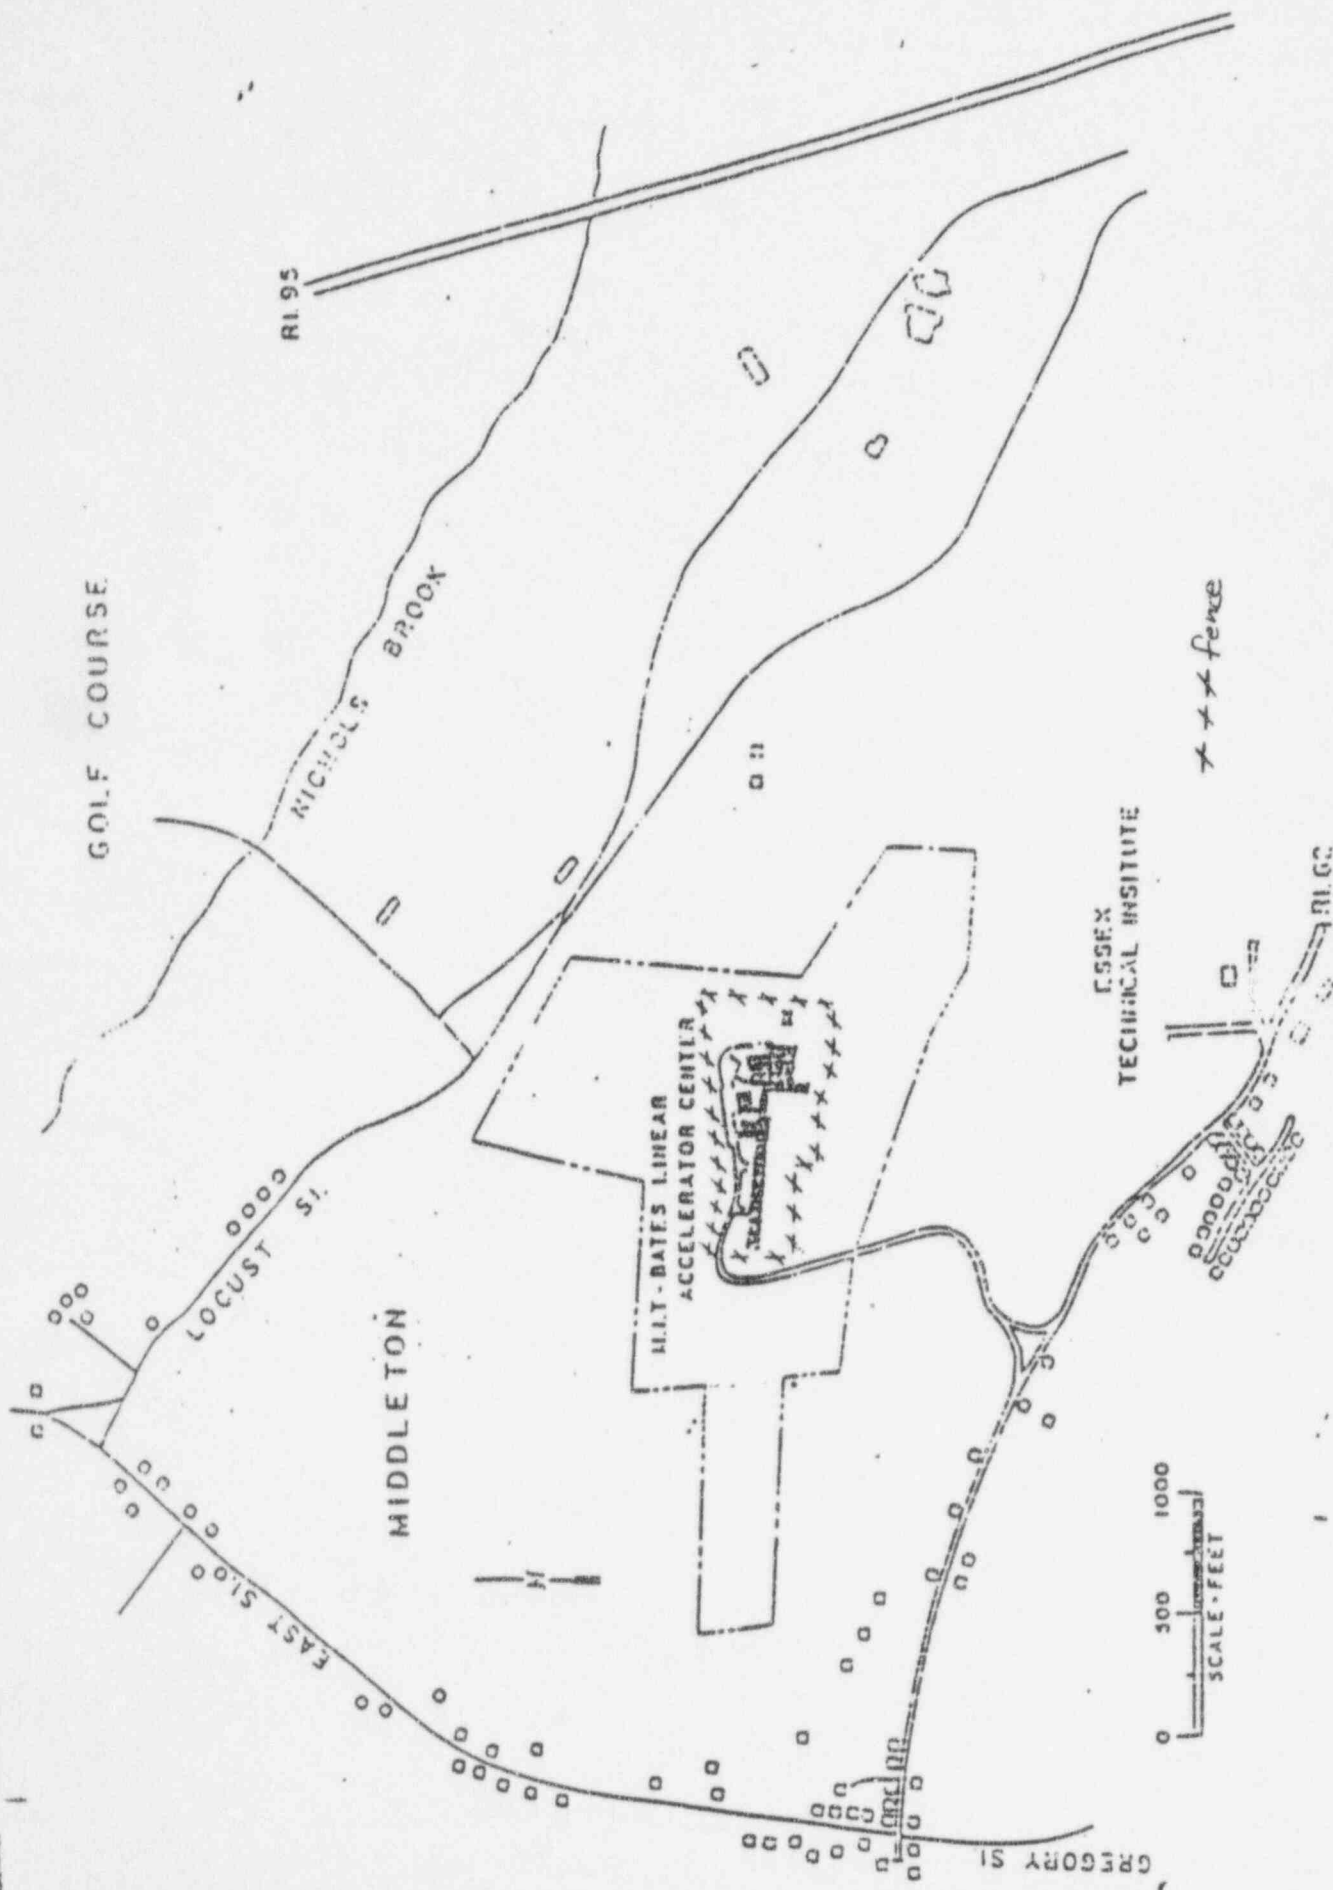 GOLF COURSE
RT. 95
NICHOLS BROOK
LOCUST ST.
EAST ST.
MIDDLETON
N
M.I.T-BATES LINEAR
ACCELERATOR CENTER
ESSEX
TECHNICAL INSITUTE
x x x fence
GREGORY ST
0 500 1000
SCALE-FEET